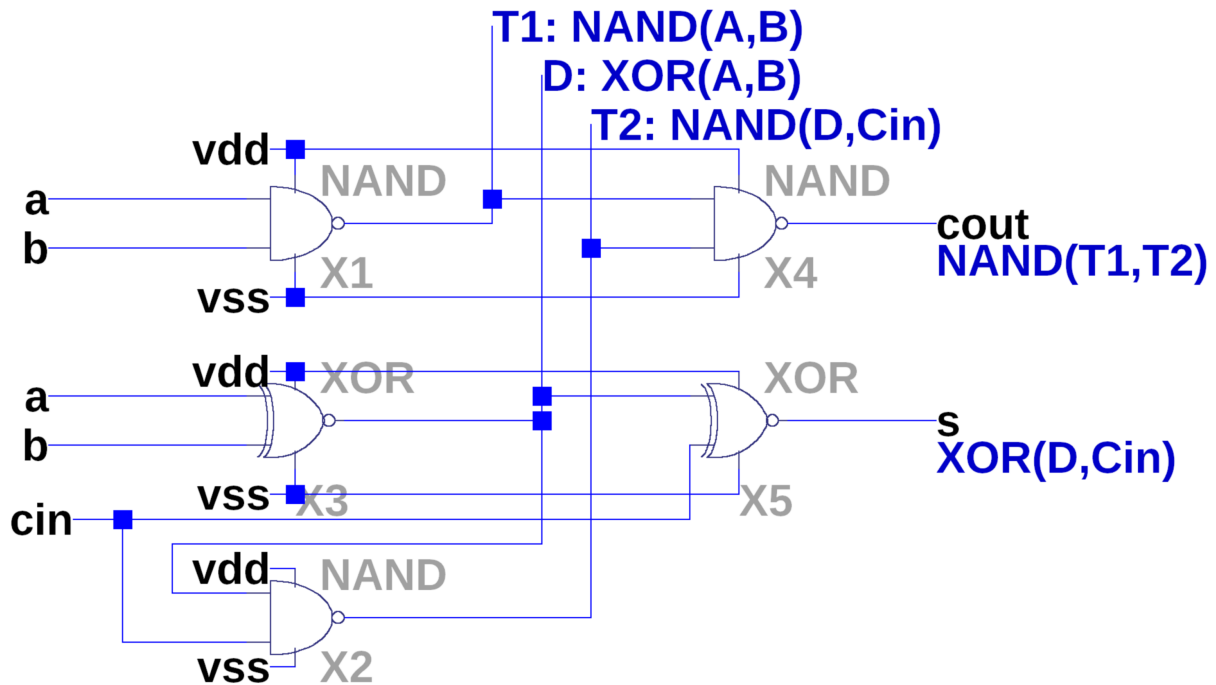 T1: NAND(A,B)
D: XOR(A,B)
T2: NAND(D,Cin)
vdd
NAND
NAND
a
b
cout
NAND(T1,T2)
X1
X4
vss
vdd
XOR
XOR
a
b
s
XOR(D,Cin)
vss
X3
X5
cin
vdd
NAND
vss
X2